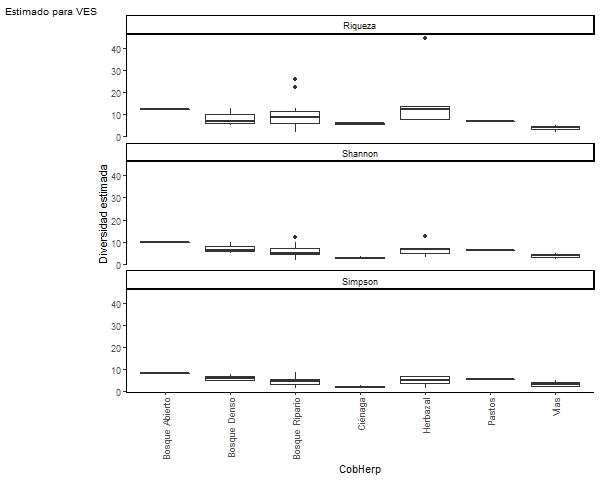 Estimado para VES
Riqueza
40
30
20
10
0
Shannon
40
30
20
10
0
Simpson
40
30
20
10
0
Diversidad estimada
Bosque Abierto
Bosque Denso
Bosque Ripario
Ciénaga
Herbazal
Pastos
Vias
CobHerp